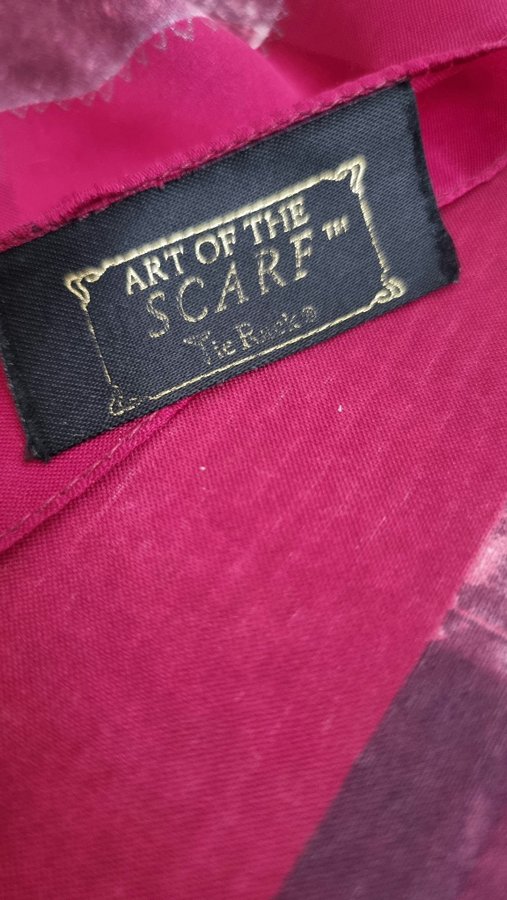 ART OF THE
SCARF™
Tie Rack®